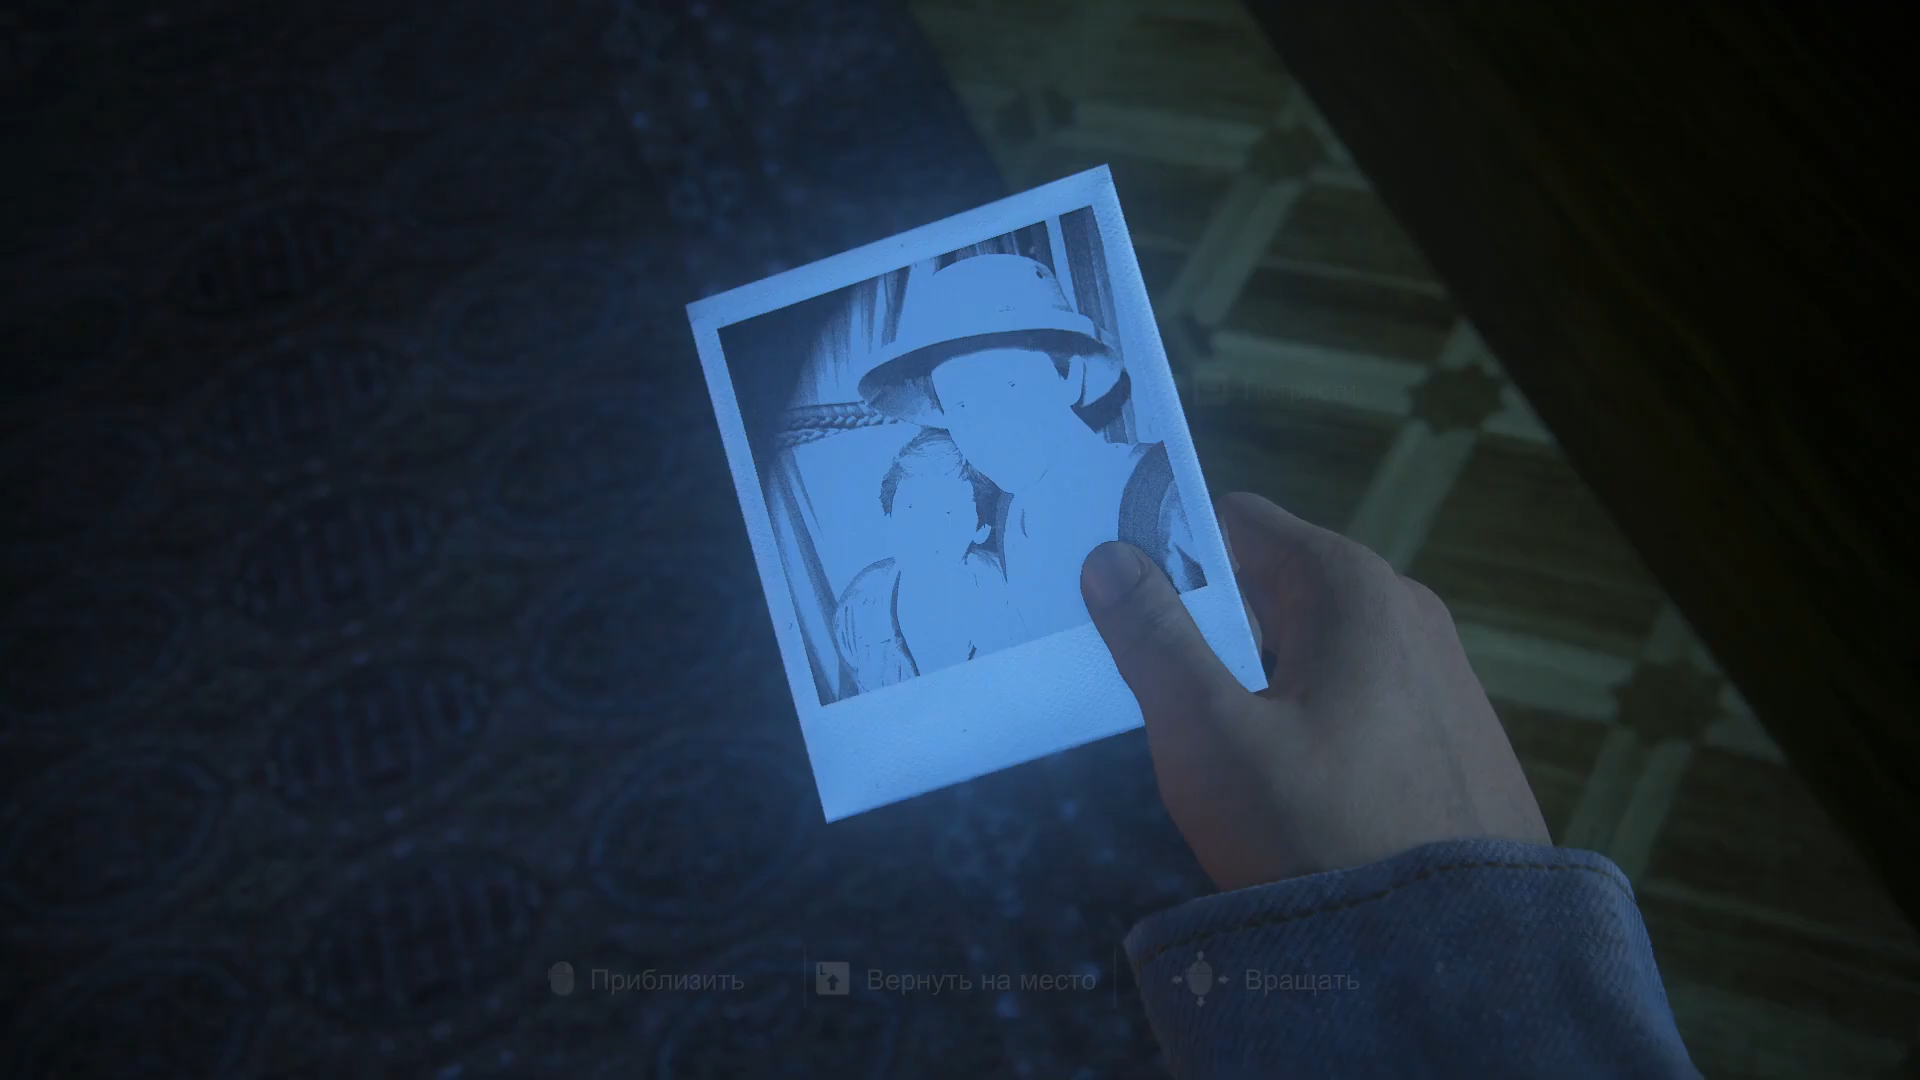 Приблизить
Вернуть на место
Вращать